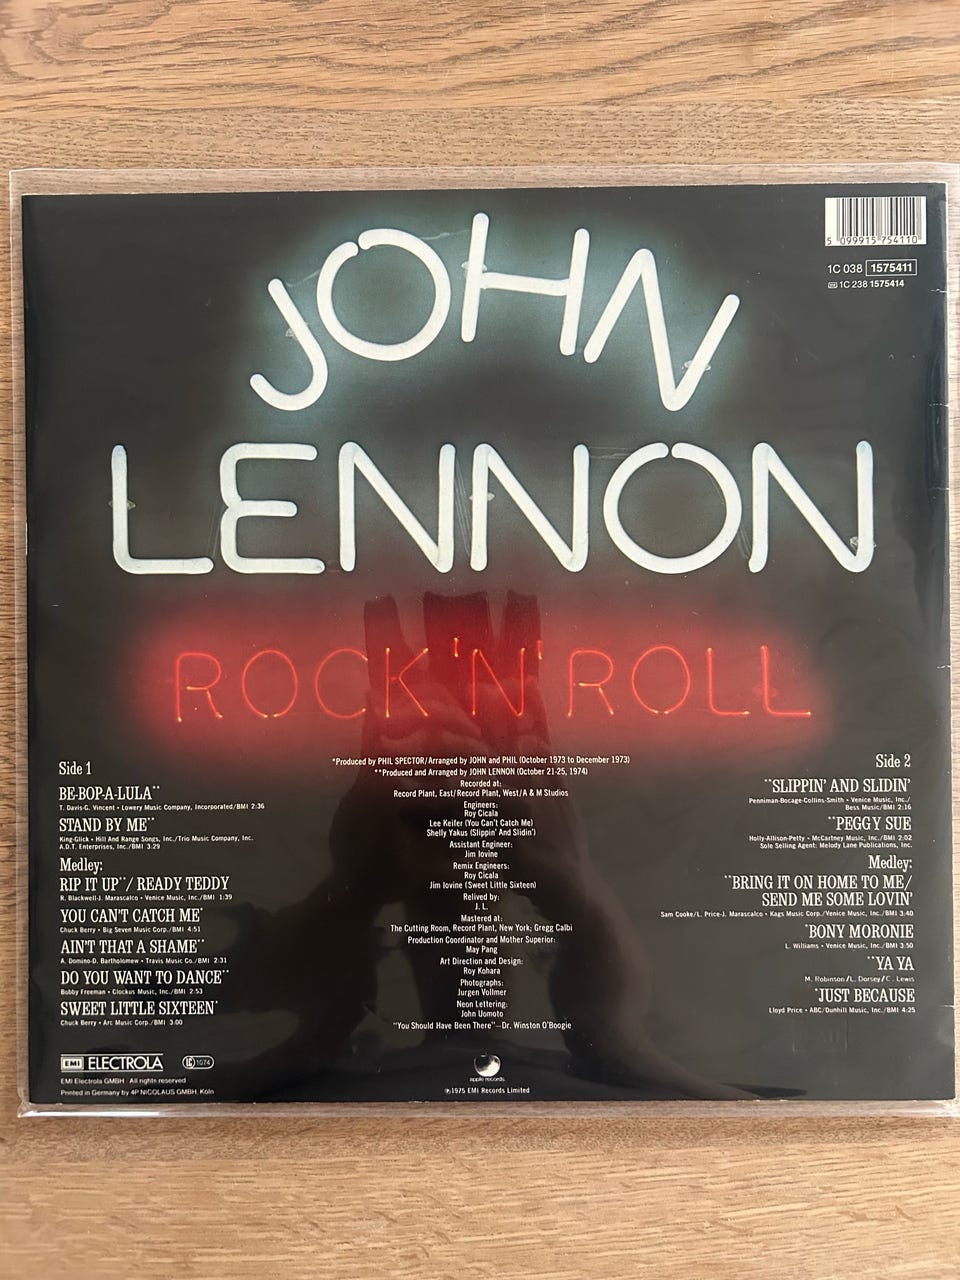 JOHN
LENNON
ROCK 'N' ROLL
5 099915 754110
1C 038 1575411
1C 238 1575414
Side 1
BE-BOP-A-LULA**
T. Davis-G. Vincent • Lowery Music Company, Incorporated/BMI 2:36
STAND BY ME**
King-Glick • Hill And Range Songs, Inc./Trio Music Company, Inc.
A.D.T. Enterprises, Inc./BMI 3:29
Medley:
RIP IT UP**/ READY TEDDY
R. Blackwell-J. Marascalco • Venice Music, Inc./BMI 1:39
YOU CAN'T CATCH ME*
Chuck Berry • Big Seven Music Corp./BMI 4:51
AIN'T THAT A SHAME**
A. Domino-D. Bartholomew • Travis Music Co./BMI 2:31
DO YOU WANT TO DANCE**
Bobby Freeman • Clockus Music, Inc./BMI 2:53
SWEET LITTLE SIXTEEN*
Chuck Berry • Arc Music Corp./BMI 3:00
*Produced by PHIL SPECTOR/Arranged by JOHN and PHIL (October 1973 to December 1973)
**Produced and Arranged by JOHN LENNON (October 21-25, 1974)
Recorded at:
Record Plant, East/Record Plant, West/A & M Studios
Engineers:
Roy Cicala
Lee Keifer (You Can't Catch Me)
Shelly Yakus (Slippin' And Slidin')
Assistant Engineer:
Jim Iovine
Remix Engineers:
Roy Cicala
Jim Iovine (Sweet Little Sixteen)
Relived by:
J. L.
Mastered at:
The Cutting Room, Record Plant, New York; Gregg Calbi
Production Coordinator and Mother Superior:
May Pang
Art Direction and Design:
Roy Kohara
Photographs:
Jurgen Vollmer
Neon Lettering:
John Uomoto
"You Should Have Been There"—Dr. Winston O'Boogie
Side 2
**SLIPPIN' AND SLIDIN'
Penniman-Bocage-Collins-Smith • Venice Music, Inc./
Bess Music/BMI 2:16
**PEGGY SUE
Holly-Allison-Petty • McCartney Music, Inc./BMI 2:02
Sole Selling Agent: Melody Lane Publications, Inc.
Medley:
**BRING IT ON HOME TO ME/
SEND ME SOME LOVIN'
Sam Cooke/L. Price-J. Marascalco • Kags Music Corp./Venice Music, Inc./BMI 3:40
*BONY MORONIE
L. Williams • Venice Music, Inc./BMI 3:50
**YA YA
M. Robinson/L. Dorsey/C. Lewis
*JUST BECAUSE
Lloyd Price • ABC/Dunhill Music, Inc./BMI 4:25
EMI ELECTROLA
1074
EMI Electrola GMBH All rights reserved
Printed in Germany by 4P NICOLAUS GMBH, Köln
apple records
℗1975 EMI Records Limited